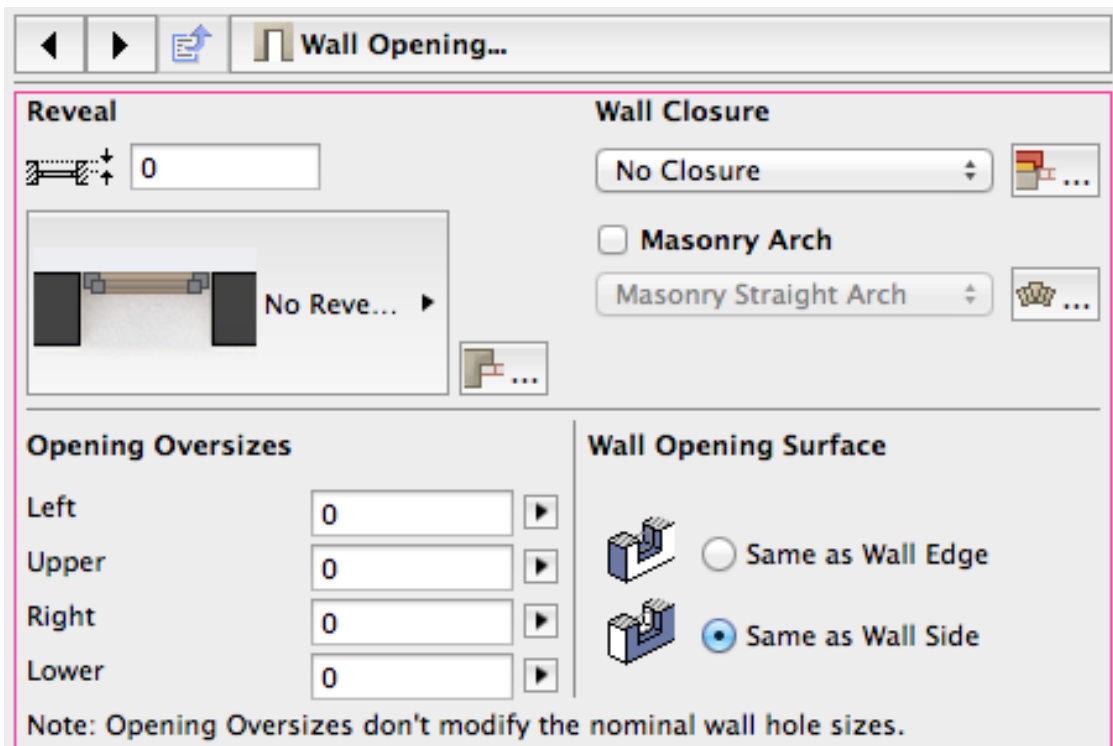 Wall Opening...
Reveal
0
No Reve...
...
Wall Closure
No Closure
...
Masonry Arch
Masonry Straight Arch
...
Opening Oversizes
Left
0
Upper
0
Right
0
Lower
0
Wall Opening Surface
Same as Wall Edge
Same as Wall Side
Note: Opening Oversizes don't modify the nominal wall hole sizes.